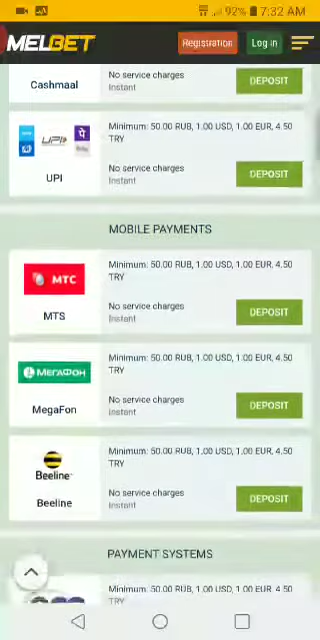 92% 7:32 AM
MELBET Registration Log in
Cashmaal
No service charges
Instant
DEPOSIT
UPI
Minimum: 50.00 RUB, 1.00 USD, 1.00 EUR, 4.50
TRY
No service charges
Instant
DEPOSIT
UPI
MOBILE PAYMENTS
Minimum: 50.00 RUB, 1.00 USD, 1.00 EUR, 4.50
TRY
МТС
No service charges
Instant
DEPOSIT
MTS
Minimum: 50.00 RUB, 1.00 USD, 1.00 EUR, 4.50
TRY
МЕГАФОН
No service charges
Instant
DEPOSIT
MegaFon
Minimum: 50.00 RUB, 1.00 USD, 1.00 EUR, 4.50
TRY
Beeline
No service charges
Instant
DEPOSIT
Beeline
PAYMENT SYSTEMS
Minimum: 50.00 RUB, 1.00 USD, 1.00 EUR, 4.50
TRY